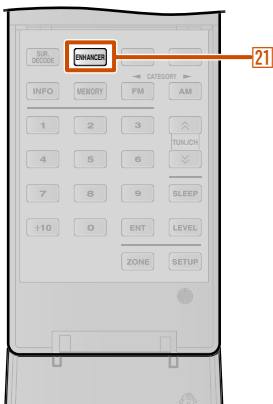 SUR. DECODE
ENHANCER
21
◄ CATEGORY ►
INFO
MEMORY
FM
AM
1
2
3
TUN./CH
4
5
6
7
8
9
SLEEP
+10
0
ENT
LEVEL
ZONE
SETUP